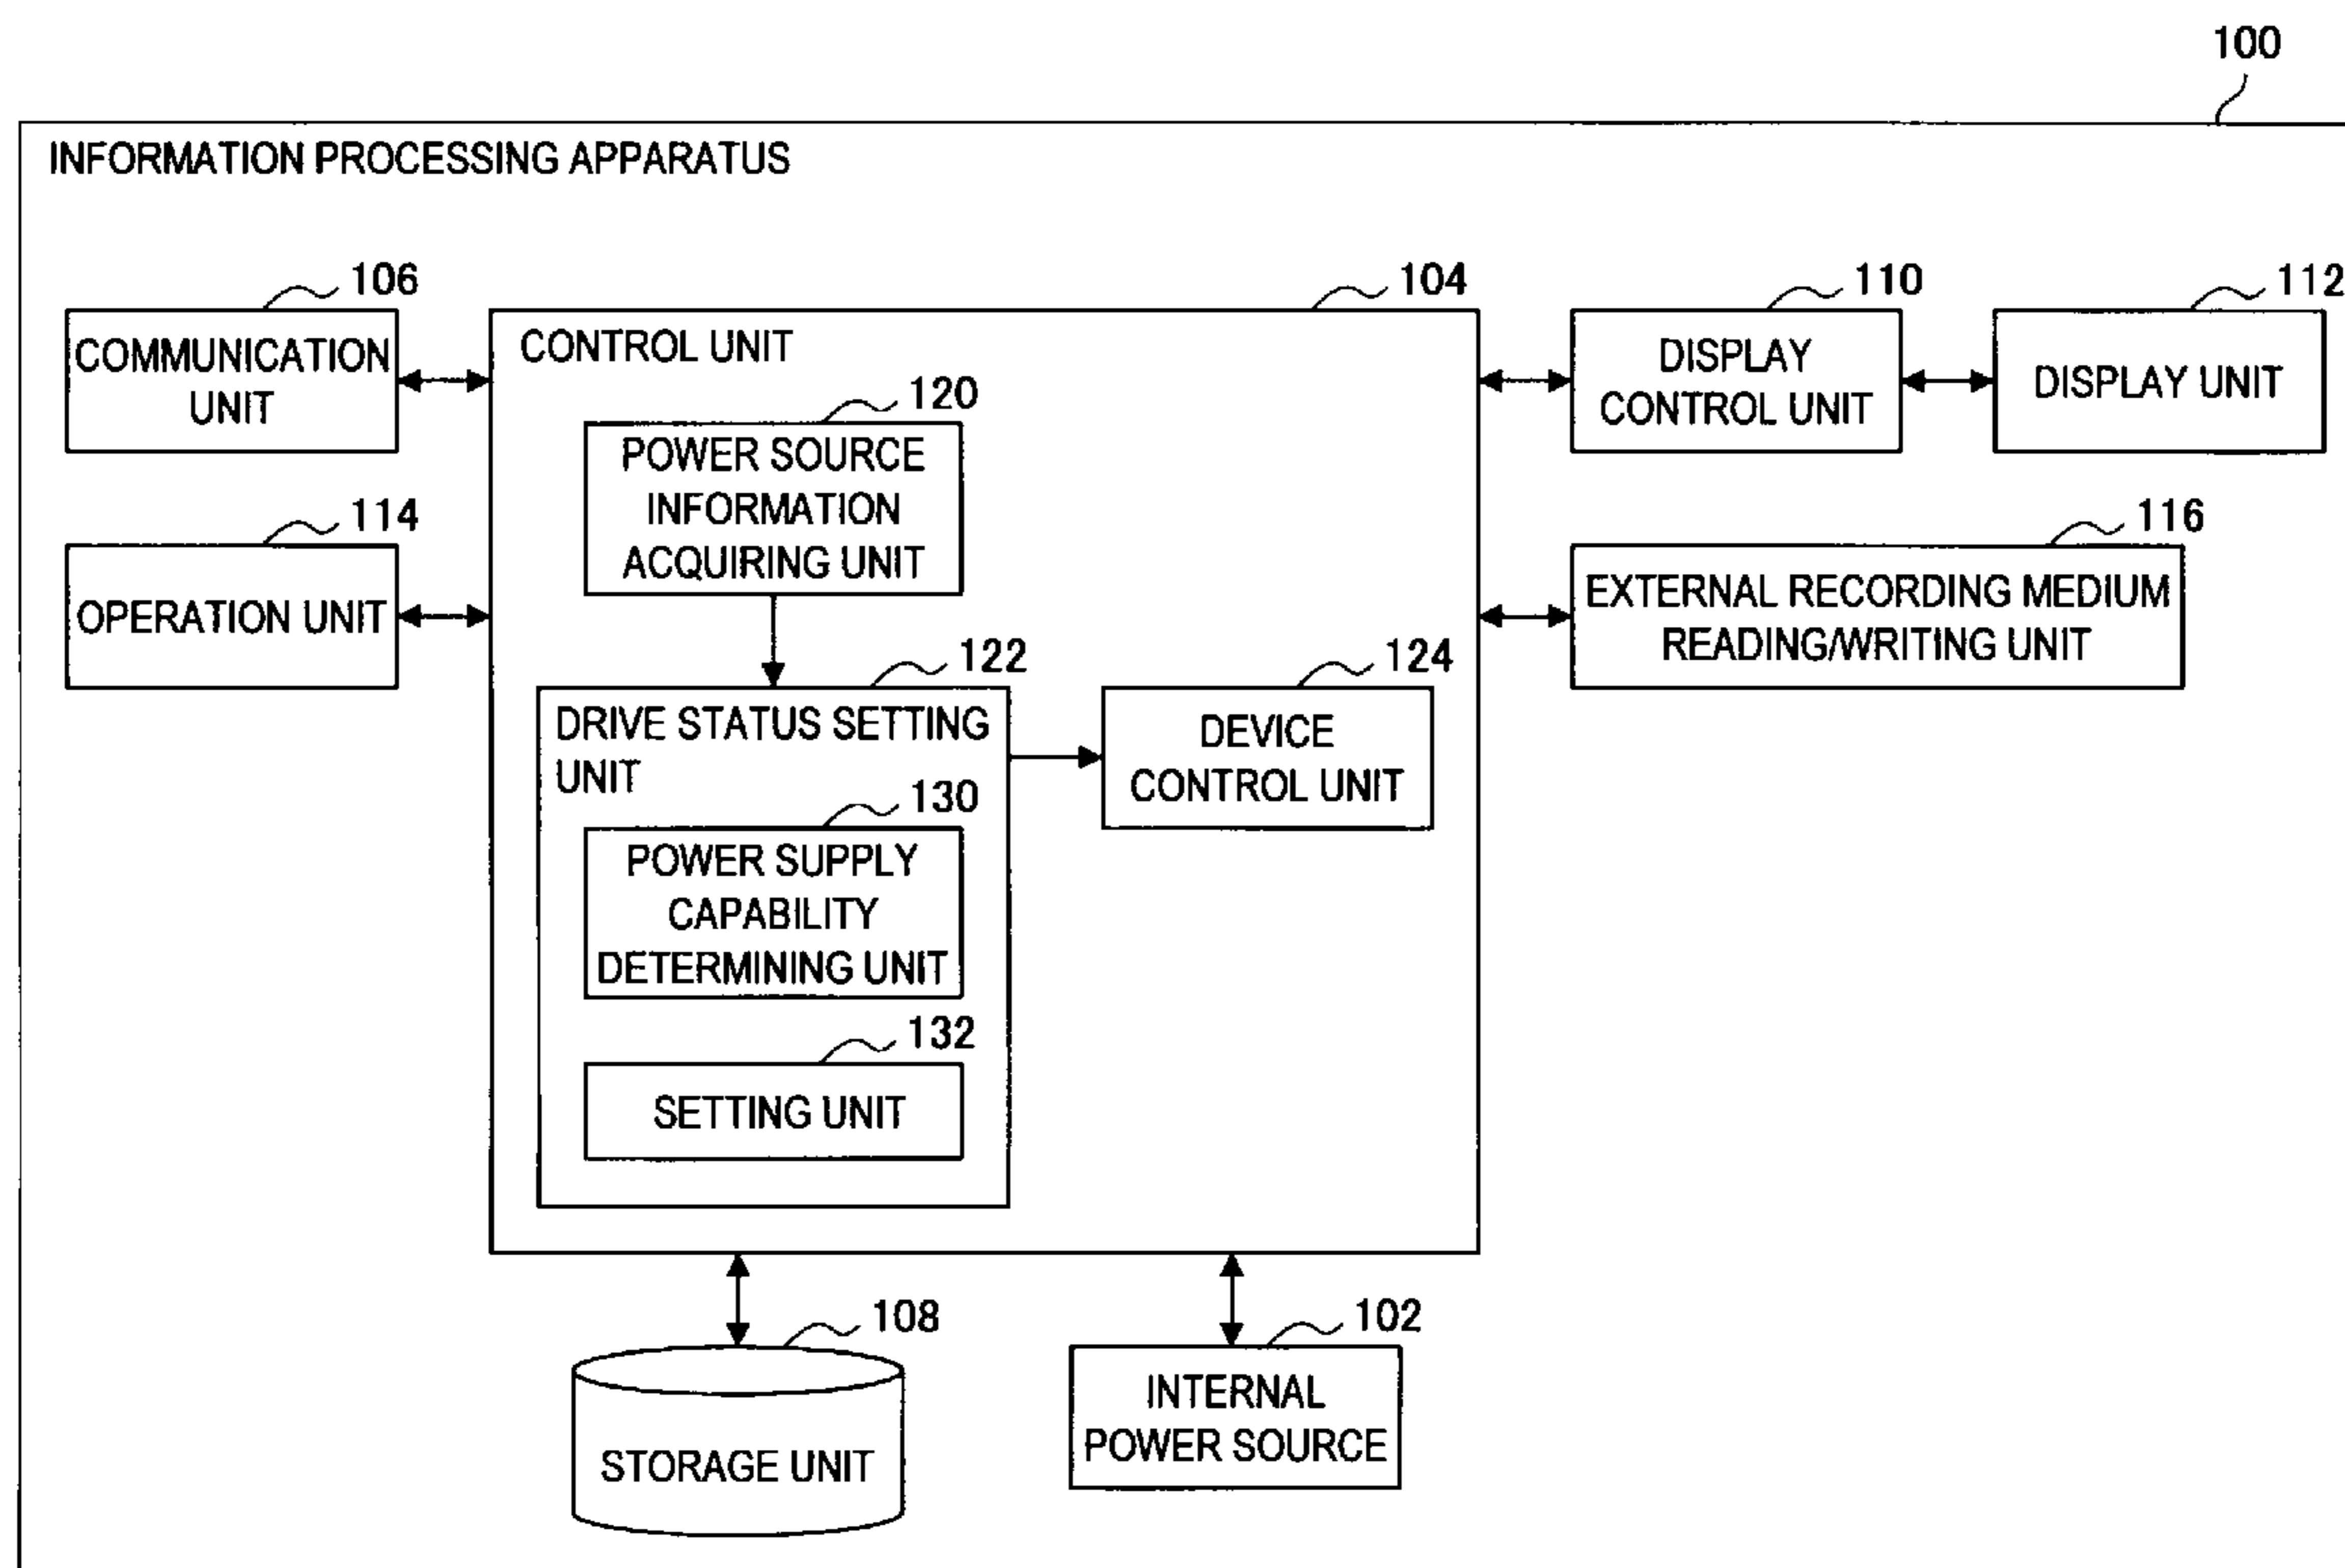 100
INFORMATION PROCESSING APPARATUS
106
COMMUNICATION
UNIT
114
OPERATION UNIT
104
CONTROL UNIT
120
POWER SOURCE
INFORMATION
ACQUIRING UNIT
122
DRIVE STATUS SETTING
UNIT
130
POWER SUPPLY
CAPABILITY
DETERMINING UNIT
132
SETTING UNIT
124
DEVICE
CONTROL UNIT
110
DISPLAY
CONTROL UNIT
112
DISPLAY UNIT
116
EXTERNAL RECORDING MEDIUM
READING/WRITING UNIT
108
STORAGE UNIT
102
INTERNAL
POWER SOURCE